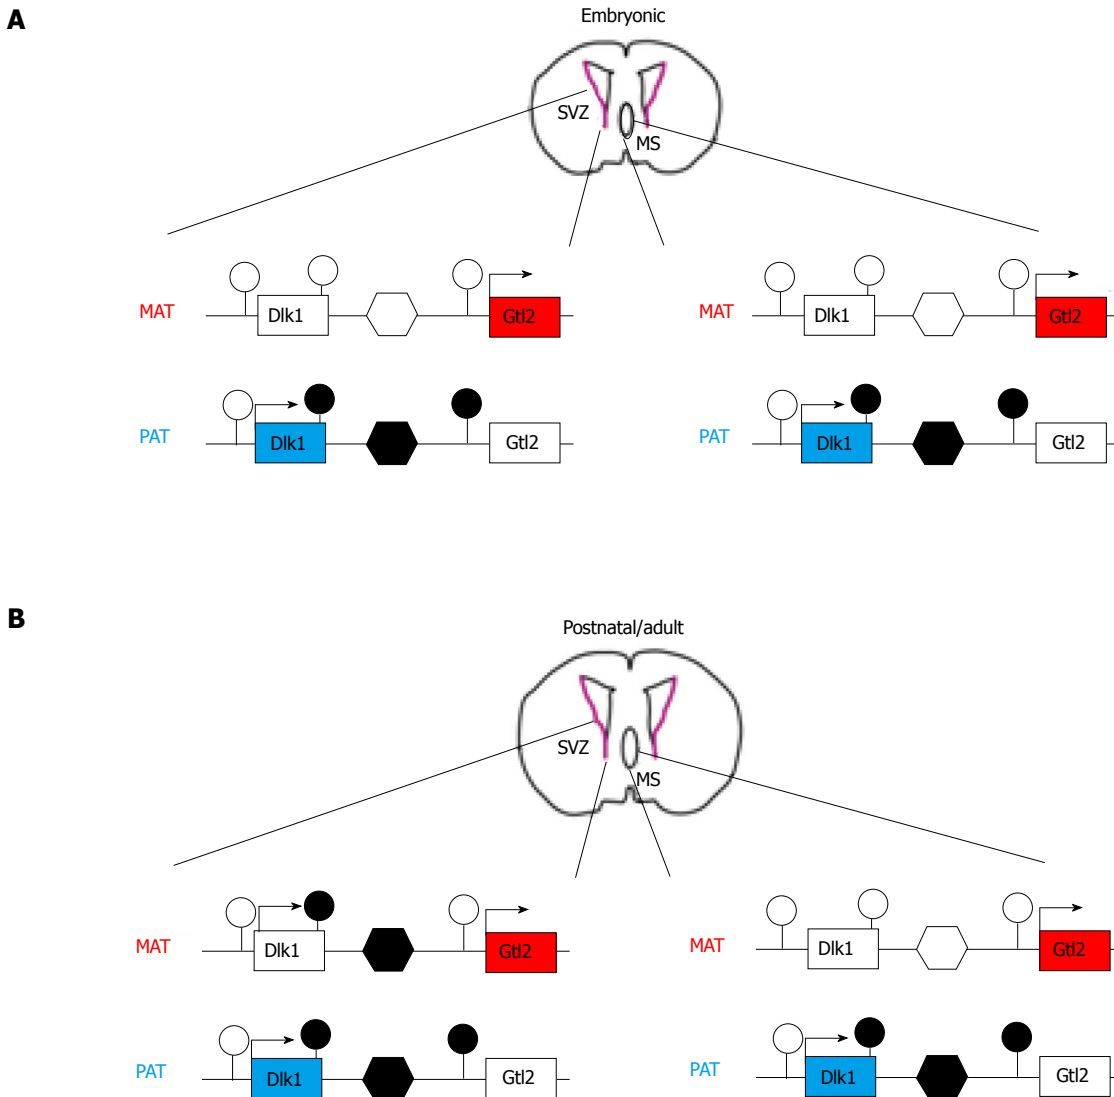 A
Embryonic
SVZ
MS
MAT Dlk1 Gtl2 MAT Dlk1 Gtl2
PAT Dlk1 Gtl2 PAT Dlk1 Gtl2
B
Postnatal/adult
SVZ
MS
MAT Dlk1 Gtl2 MAT Dlk1 Gtl2
PAT Dlk1 Gtl2 PAT Dlk1 Gtl2